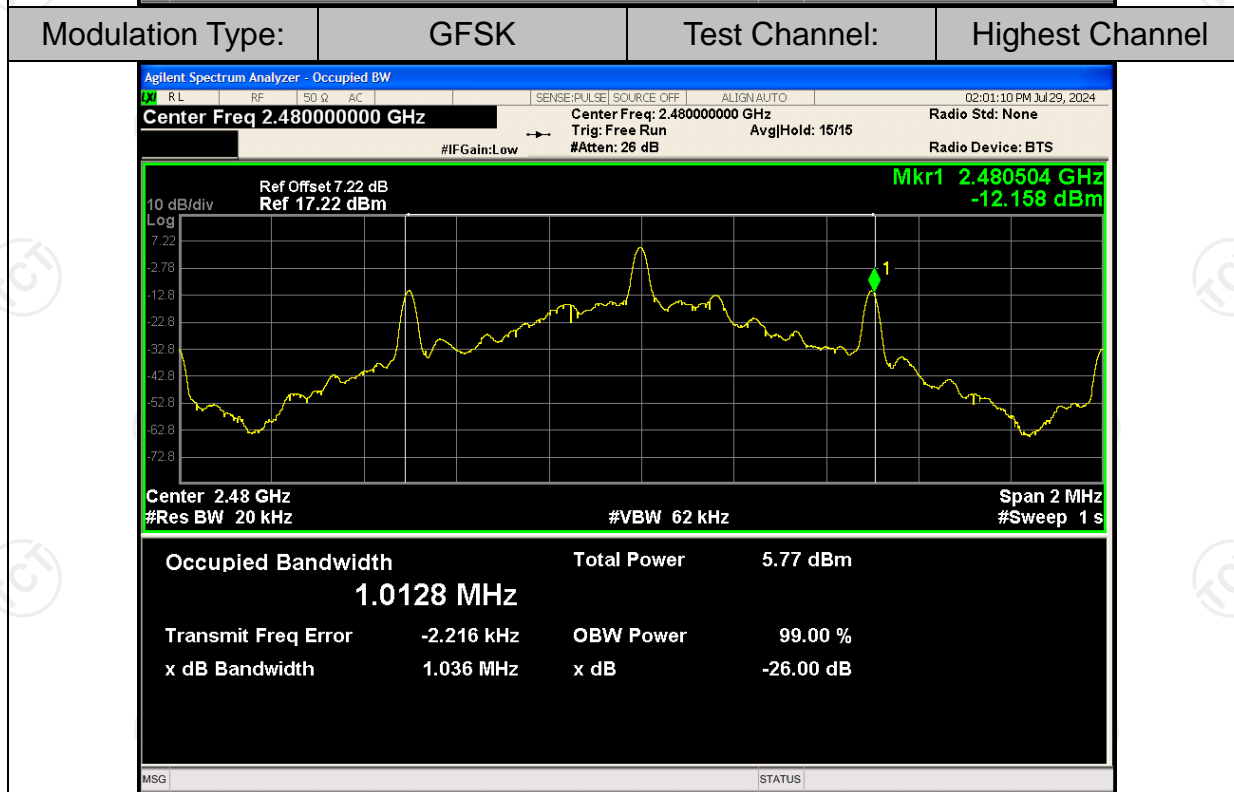 Modulation Type: GFSK Test Channel: Highest Channel
Agilent Spectrum Analyzer - Occupied BW
LXI RL RF 50 Ω AC SENSE:PULSE SOURCE OFF ALIGN AUTO 02:01:10 PM Jul 29, 2024
Center Freq 2.480000000 GHz Center Freq: 2.480000000 GHz Radio Std: None
Trig: Free Run Avg|Hold: 15/15
#IFGain:Low #Atten: 26 dB Radio Device: BTS
Mkr1 2.480504 GHz
Ref Offset 7.22 dB
10 dB/div Ref 17.22 dBm -12.158 dBm
Log
7.22
-2.78
1
-12.8
-22.8
-32.8
-42.8
-52.8
-62.8
-72.8
Center 2.48 GHz Span 2 MHz
#Res BW 20 kHz #VBW 62 kHz #Sweep 1 s
Occupied Bandwidth Total Power 5.77 dBm
1.0128 MHz
Transmit Freq Error -2.216 kHz OBW Power 99.00 %
x dB Bandwidth 1.036 MHz x dB -26.00 dB
MSG STATUS
TCT
TCT